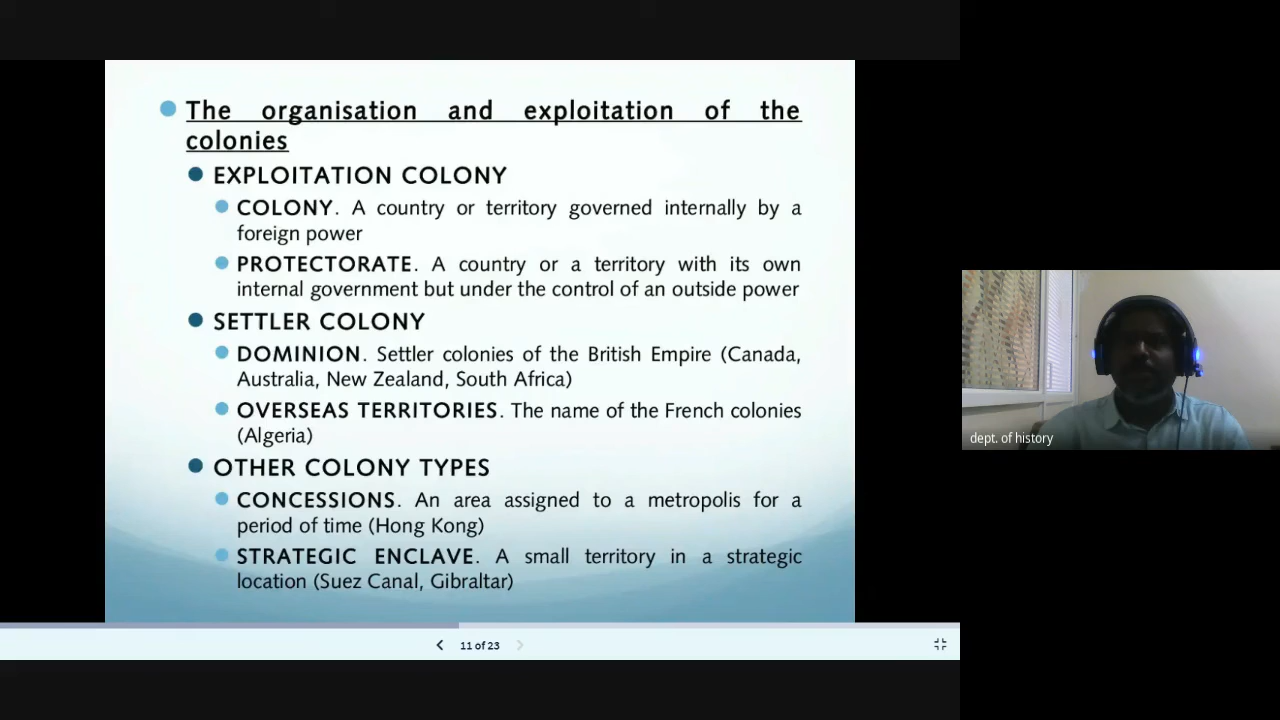 The organisation and exploitation of the
colonies
EXPLOITATION COLONY
COLONY. A country or territory governed internally by a
foreign power
PROTECTORATE. A country or a territory with its own
internal government but under the control of an outside power
SETTLER COLONY
DOMINION. Settler colonies of the British Empire (Canada,
Australia, New Zealand, South Africa)
OVERSEAS TERRITORIES. The name of the French colonies
(Algeria)
OTHER COLONY TYPES
CONCESSIONS. An area assigned to a metropolis for a
period of time (Hong Kong)
STRATEGIC ENCLAVE. A small territory in a strategic
location (Suez Canal, Gibraltar)
11 of 23
dept. of history